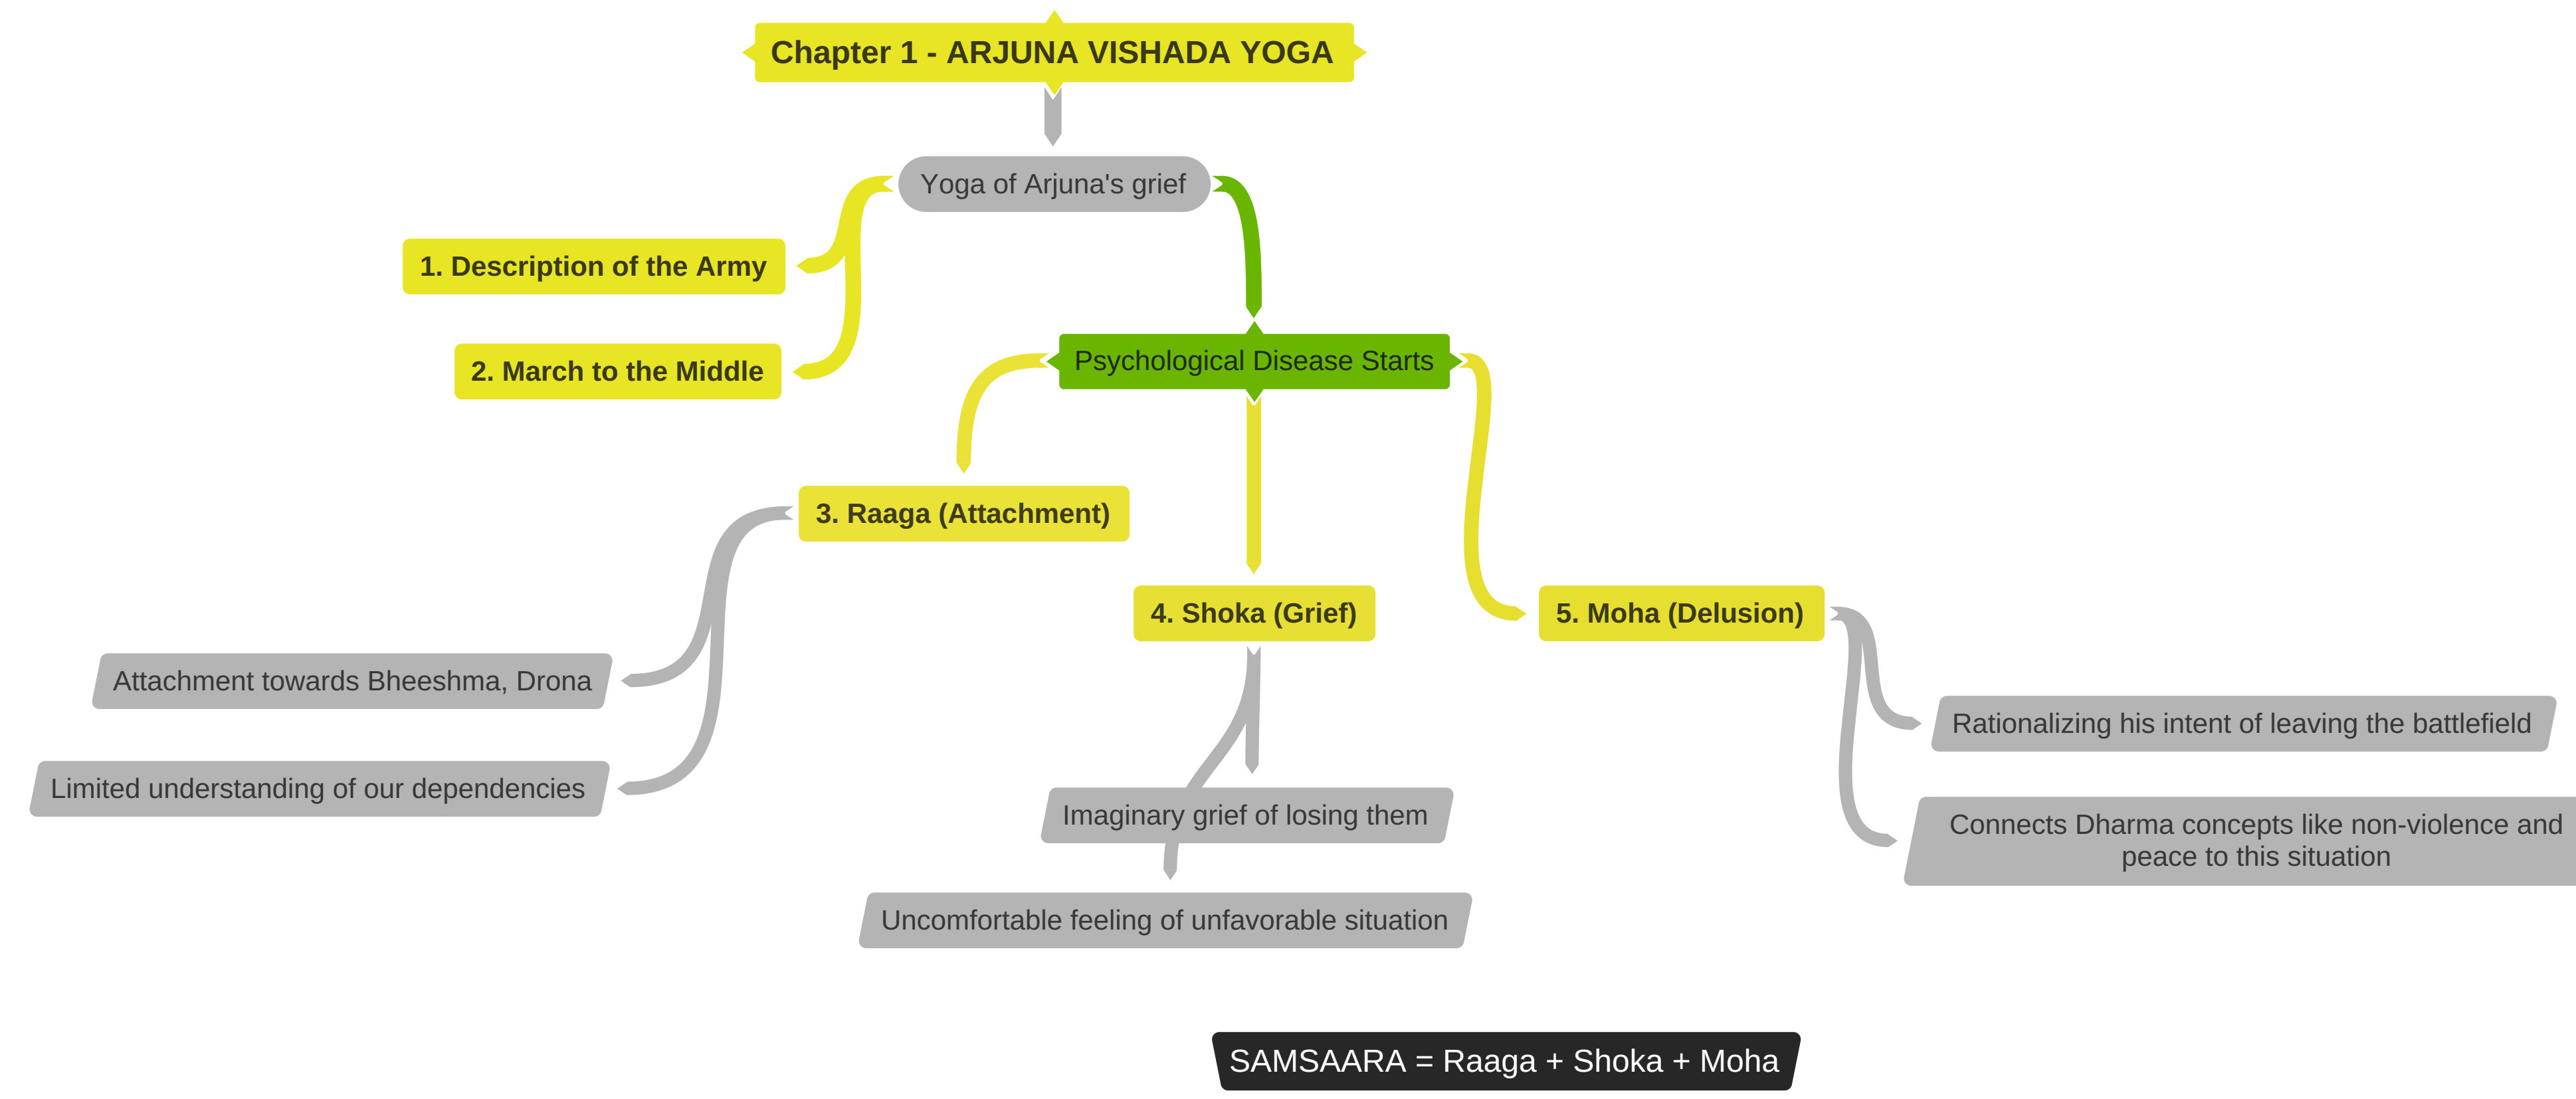 Chapter 1 - ARJUNA VISHADA YOGA
Yoga of Arjuna's grief
1. Description of the Army
2. March to the Middle
Psychological Disease Starts
3. Raaga (Attachment)
Attachment towards Bheeshma, Drona
Limited understanding of our dependencies
4. Shoka (Grief)
Imaginary grief of losing them
Uncomfortable feeling of unfavorable situation
5. Moha (Delusion)
Rationalizing his intent of leaving the battlefield
Connects Dharma concepts like non-violence and
peace to this situation
SAMSAARA = Raaga + Shoka + Moha